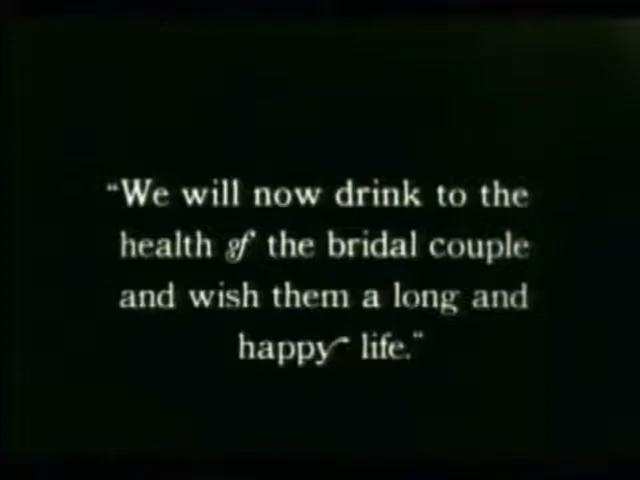 "We will now drink to the
health of the bridal couple
and wish them a long and
happy life."